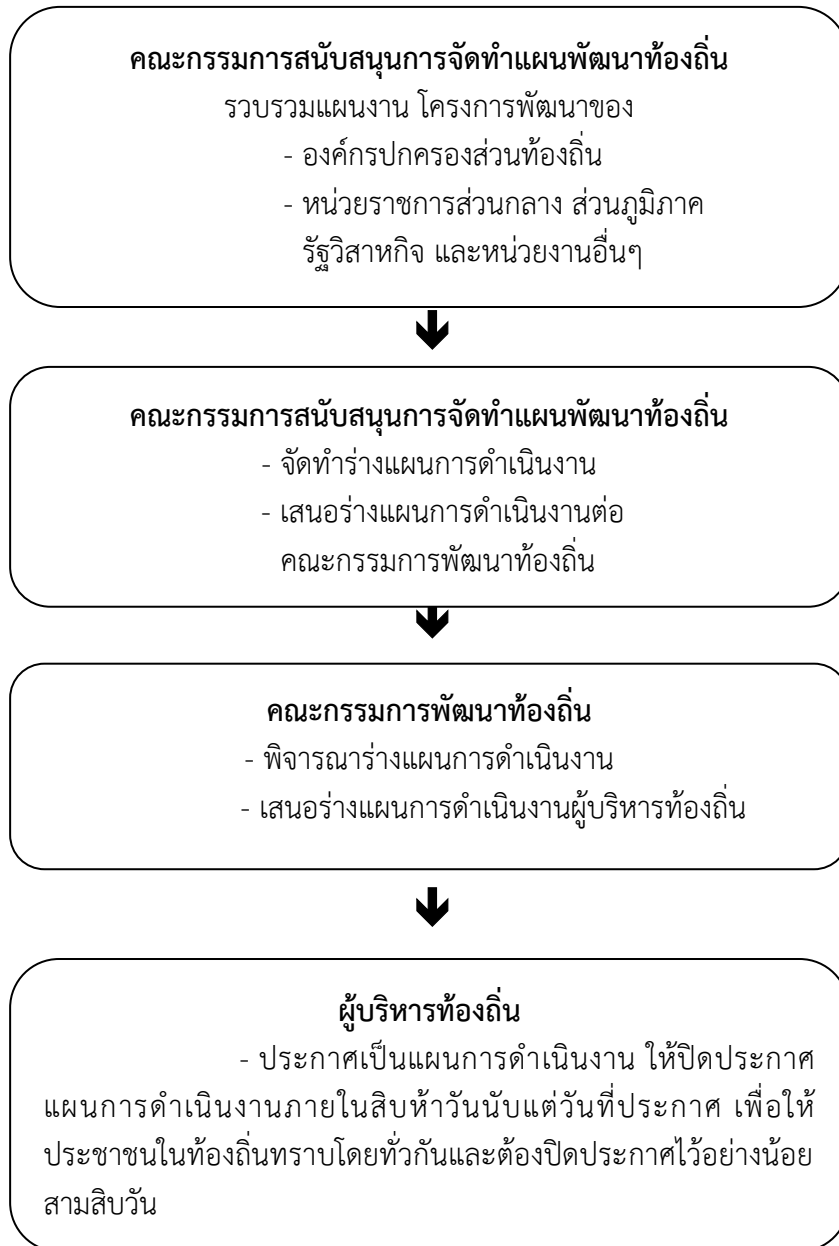 คณะกรรมการสนับสนุนการจัดทำแผนพัฒนาท้องถิ่น
รวบรวมแผนงาน โครงการพัฒนาของ
- องค์กรปกครองส่วนท้องถิ่น
- หน่วยราชการส่วนกลาง ส่วนภูมิภาค
รัฐวิสาหกิจ และหน่วยงานอื่นๆ
คณะกรรมการสนับสนุนการจัดทำแผนพัฒนาท้องถิ่น
- จัดทำร่างแผนการดำเนินงาน
- เสนอร่างแผนการดำเนินงานต่อ
คณะกรรมการพัฒนาท้องถิ่น
คณะกรรมการพัฒนาท้องถิ่น
- พิจารณาร่างแผนการดำเนินงาน
- เสนอร่างแผนการดำเนินงานผู้บริหารท้องถิ่น
ผู้บริหารท้องถิ่น
- ประกาศเป็นแผนการดำเนินงาน ให้ปิดประกาศ
แผนการดำเนินงานภายในสิบห้าวันนับแต่วันที่ประกาศ เพื่อให้
ประชาชนในท้องถิ่นทราบโดยทั่วกันและต้องปิดประกาศไว้อย่างน้อย
สามสิบวัน